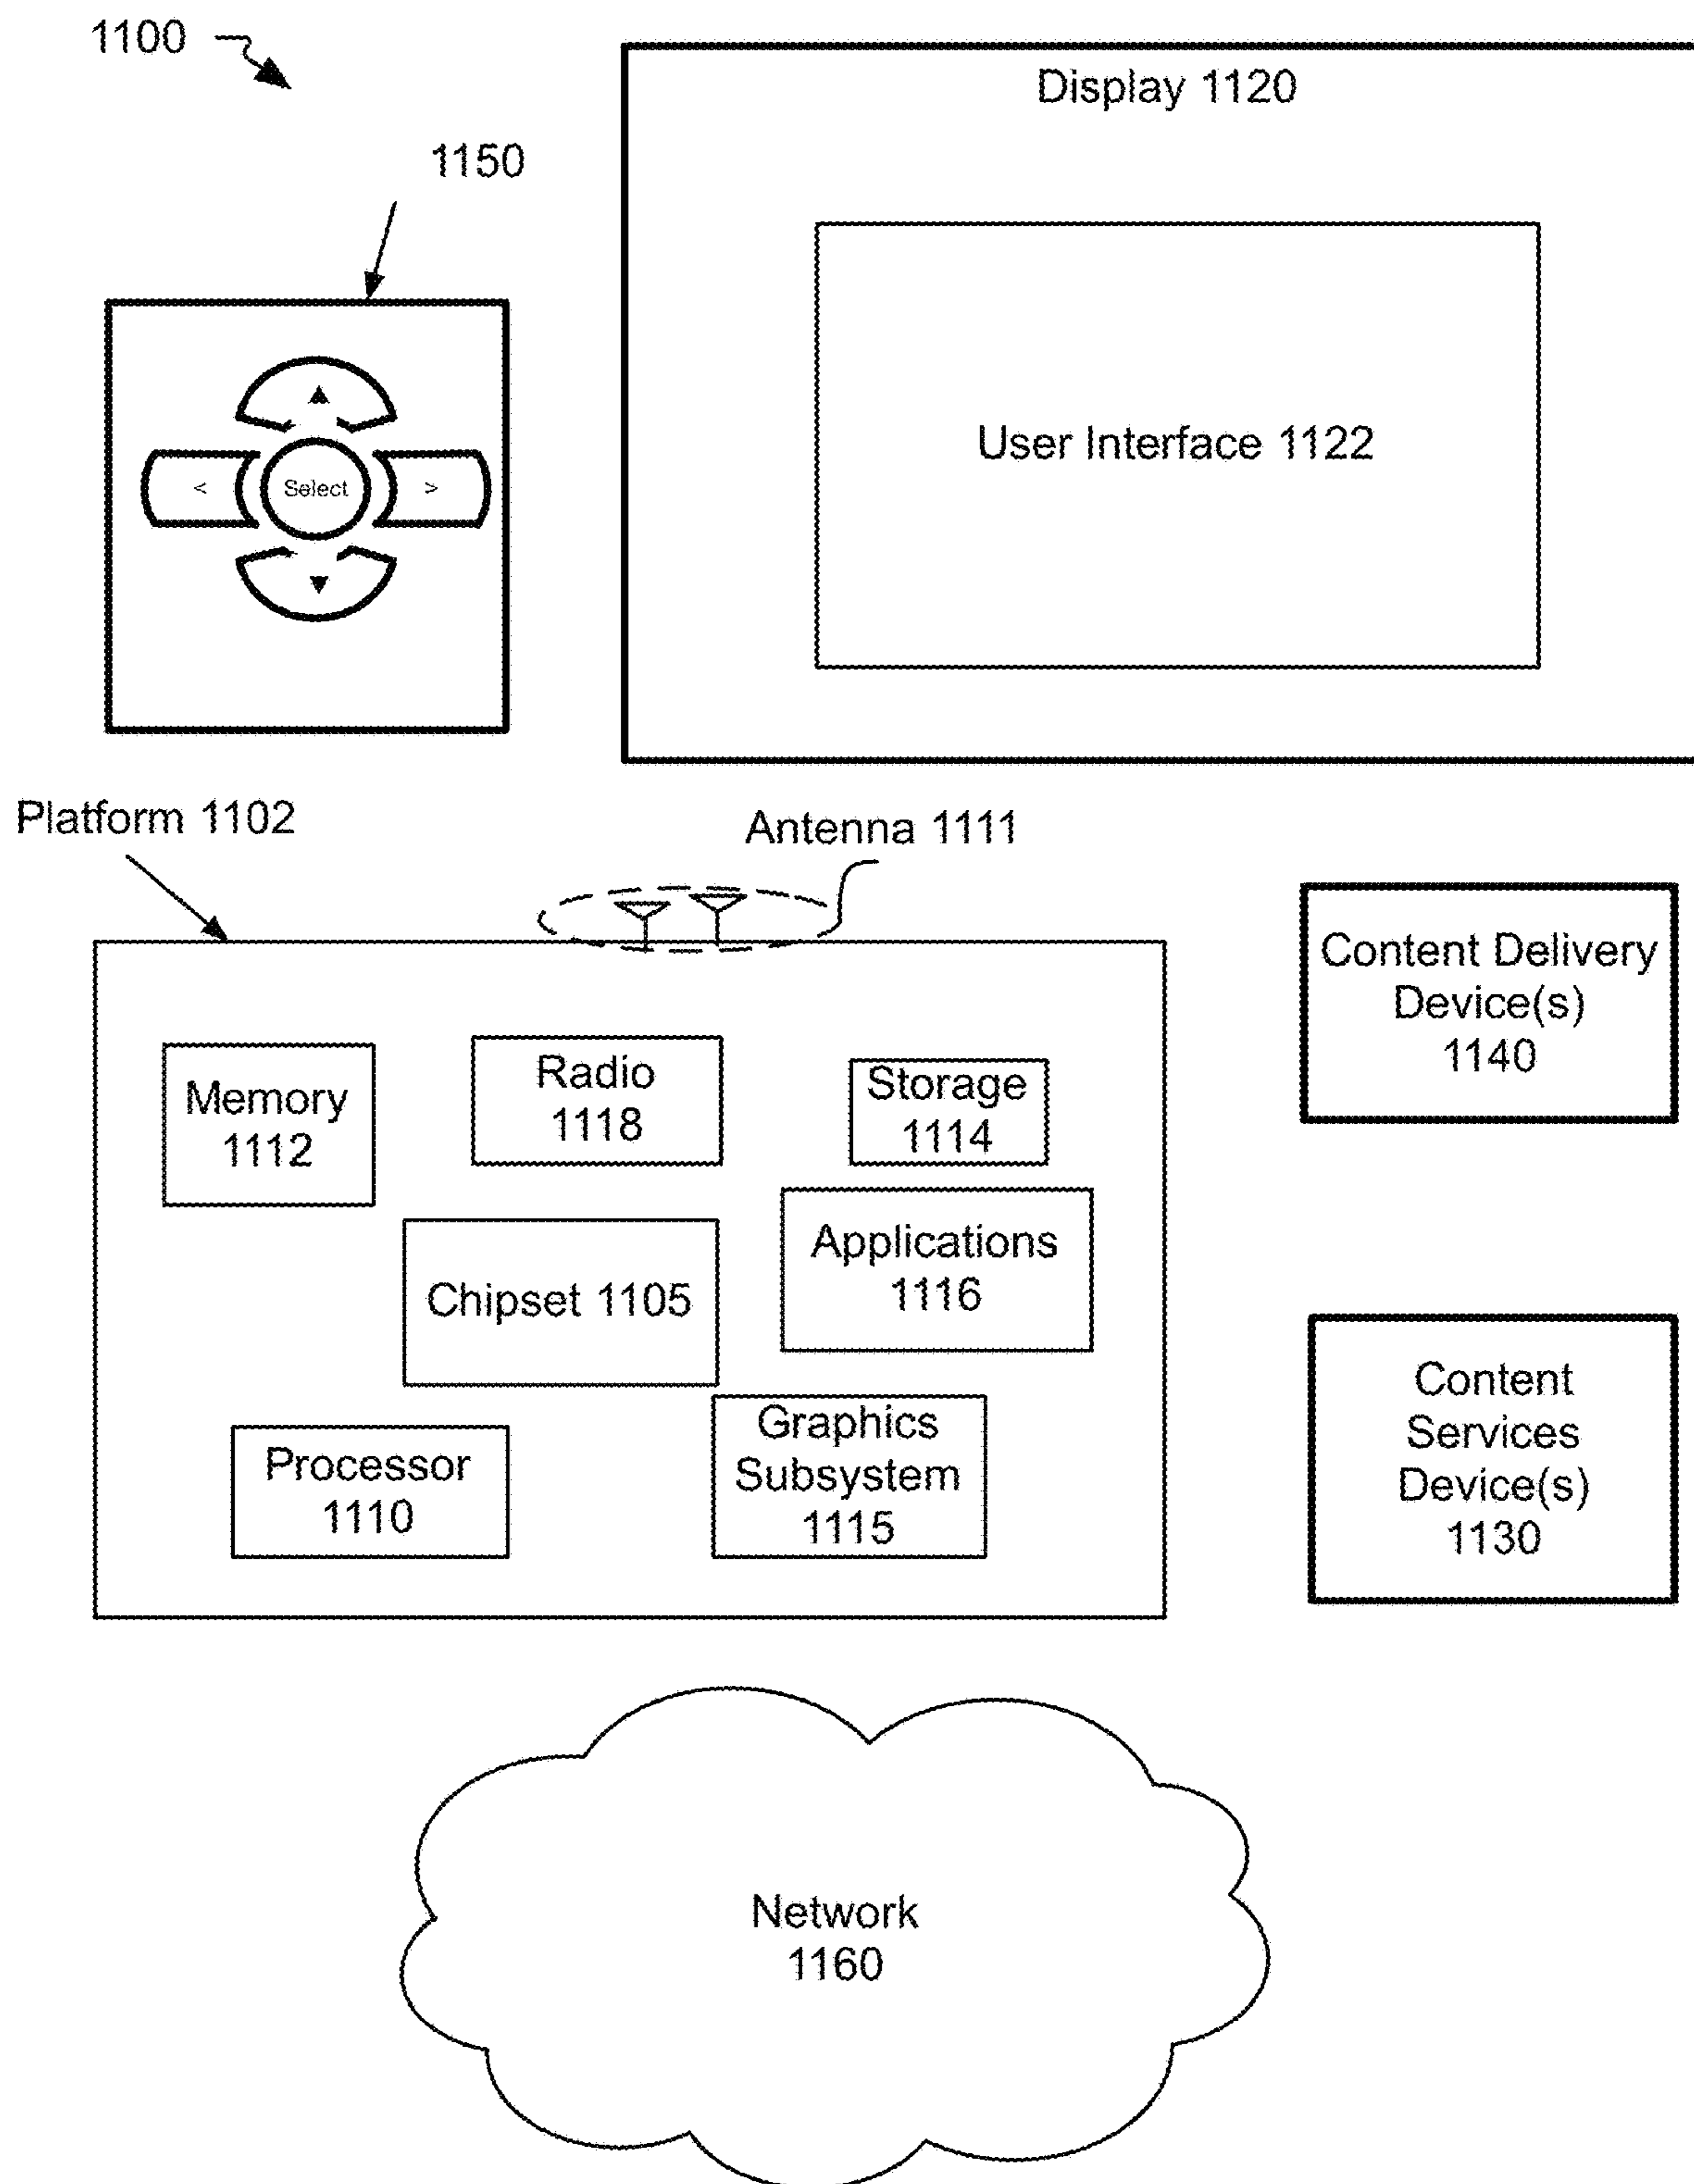 1100
Display 1120
1150
User Interface 1122
<
Select
>
Platform 1102
Antenna 1111
Content Delivery
Device(s)
1140
Memory
1112
Radio
1118
Storage
1114
Chipset 1105
Applications
1116
Processor
1110
Graphics
Subsystem
1115
Content
Services
Device(s)
1130
Network
1160